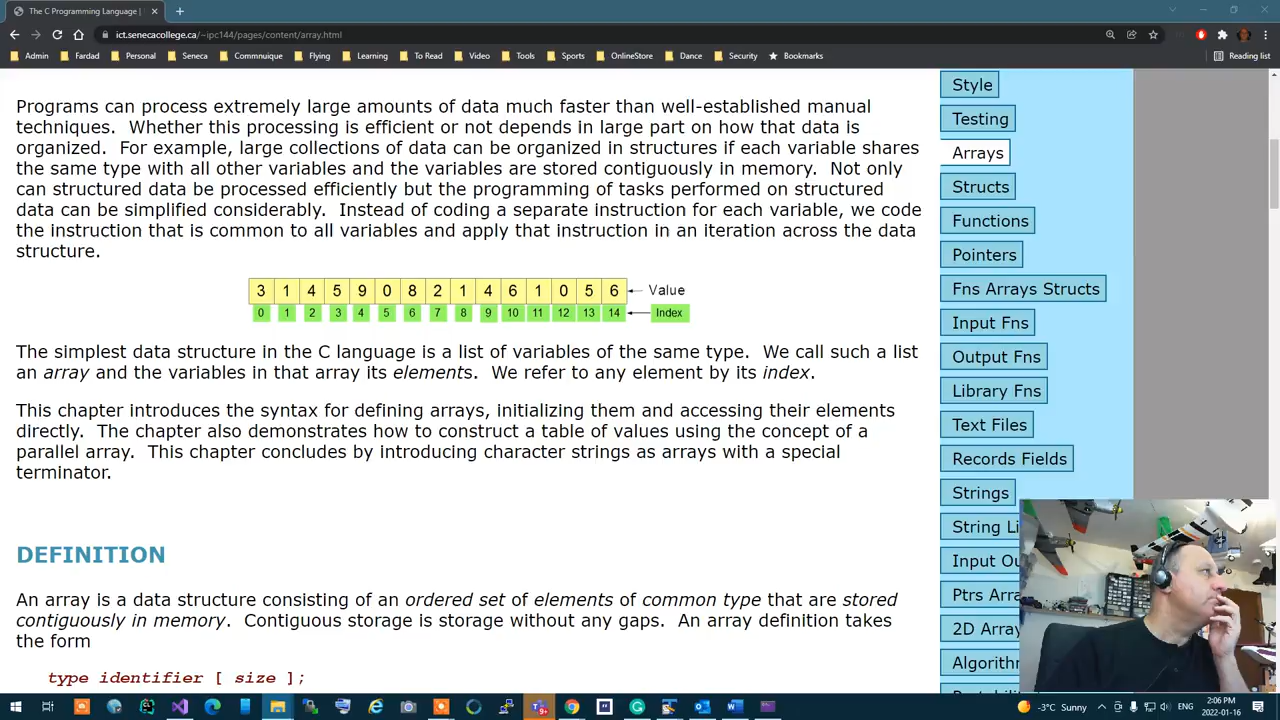 The C Programming Language |
ict.senecacollege.ca/~ipc144/pages/content/array.html
Admin Fardad Personal Seneca Commnuique Flying Learning To Read Video Tools Sports OnlineStore Dance Security Bookmarks Reading list
Programs can process extremely large amounts of data much faster than well-established manual
techniques. Whether this processing is efficient or not depends in large part on how that data is
organized. For example, large collections of data can be organized in structures if each variable shares
the same type with all other variables and the variables are stored contiguously in memory. Not only
can structured data be processed efficiently but the programming of tasks performed on structured
data can be simplified considerably. Instead of coding a separate instruction for each variable, we code
the instruction that is common to all variables and apply that instruction in an iteration across the data
structure.
3 1 4 5 9 0 8 2 1 4 6 1 0 5 6 Value
0 1 2 3 4 5 6 7 8 9 10 11 12 13 14 Index
The simplest data structure in the C language is a list of variables of the same type. We call such a list
an array and the variables in that array its elements. We refer to any element by its index.
This chapter introduces the syntax for defining arrays, initializing them and accessing their elements
directly. The chapter also demonstrates how to construct a table of values using the concept of a
parallel array. This chapter concludes by introducing character strings as arrays with a special
terminator.
DEFINITION
An array is a data structure consisting of an ordered set of elements of common type that are stored
contiguously in memory. Contiguous storage is storage without any gaps. An array definition takes
the form
type identifier [ size ];
Style
Testing
Arrays
Structs
Functions
Pointers
Fns Arrays Structs
Input Fns
Output Fns
Library Fns
Text Files
Records Fields
Strings
String Li
Input Ou
Ptrs Arra
2D Array
Algorithm
-3°C Sunny
2:06 PM
2022-01-16